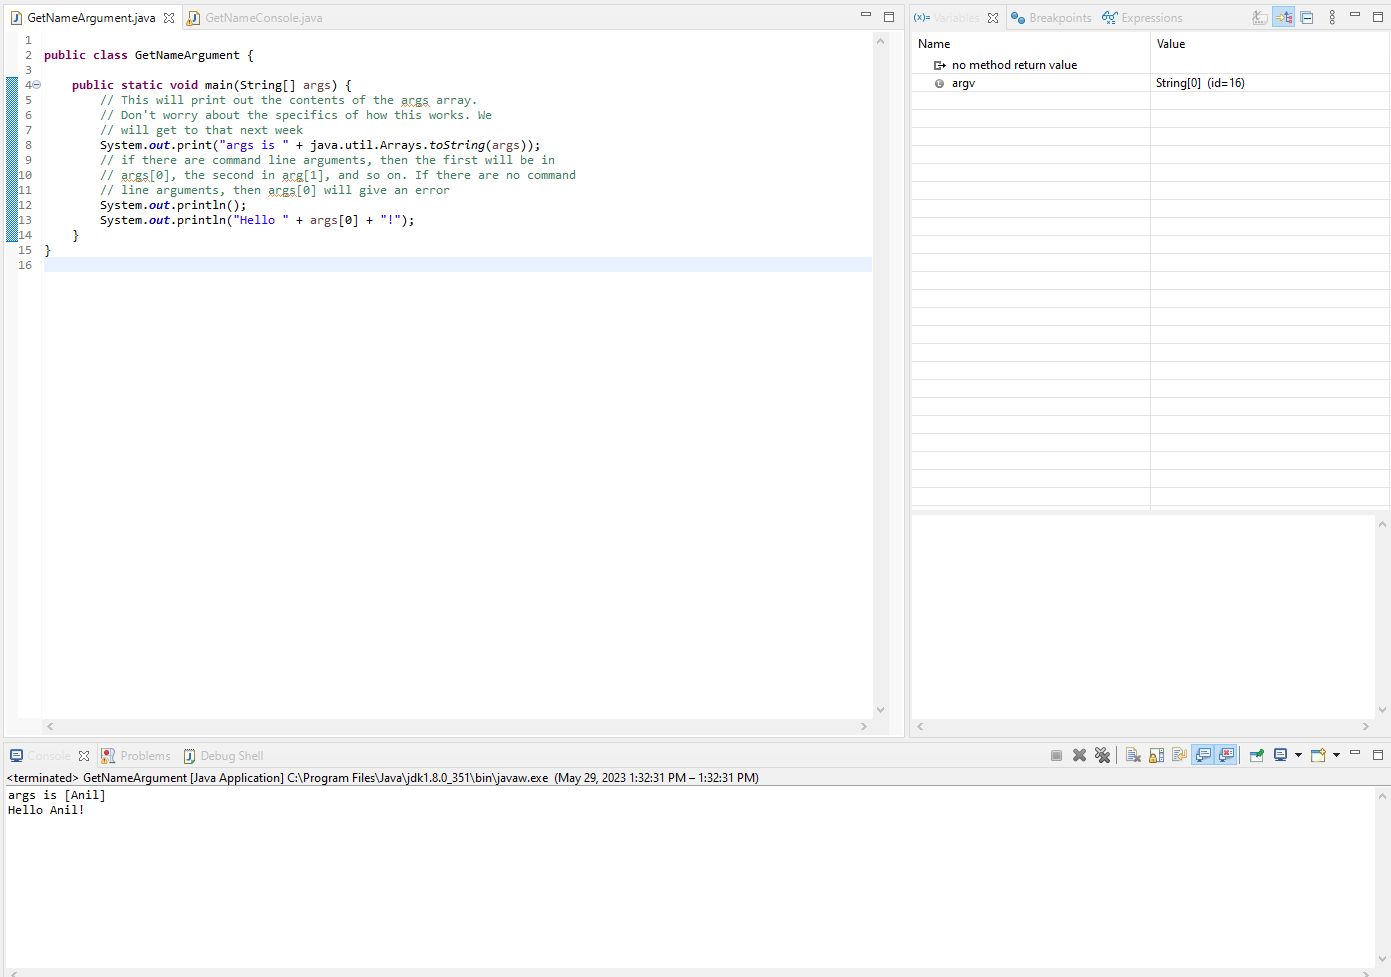 GetNameArgument.java GetNameConsole.java
1
2 public class GetNameArgument {
3
4 public static void main(String[] args) {
5 // This will print out the contents of the args array.
6 // Don't worry about the specifics of how this works. We
7 // will get to that next week
8 System.out.print("args is " + java.util.Arrays.toString(args));
9 // if there are command line arguments, then the first will be in
10 // args[0], the second in arg[1], and so on. If there are no command
11 // line arguments, then args[0] will give an error
12 System.out.println();
13 System.out.println("Hello " + args[0] + "!");
14 }
15 }
16
(x)= Variables Breakpoints Expressions
Name Value
no method return value
argv String[0] (id=16)
Console Problems Debug Shell
<terminated> GetNameArgument [Java Application] C:\Program Files\Java\jdk1.8.0_351\bin\javaw.exe (May 29, 2023 1:32:31 PM – 1:32:31 PM)
args is [Anil]
Hello Anil!